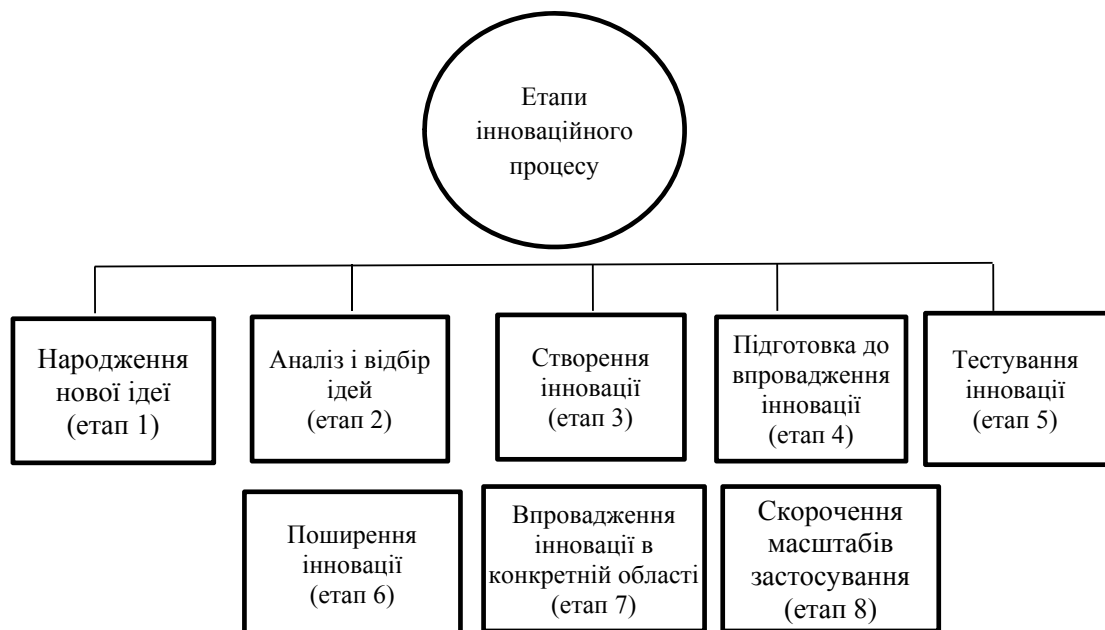 Етапи
інноваційного
процесу
Народження
нової ідеї
(етап 1)
Аналіз і відбір
ідей
(етап 2)
Створення
інновації
(етап 3)
Підготовка до
впровадження
інновації
(етап 4)
Тестування
інновації
(етап 5)
Поширення
інновації
(етап 6)
Впровадження
інновації в
конкретній області
(етап 7)
Скорочення
масштабів
застосування
(етап 8)